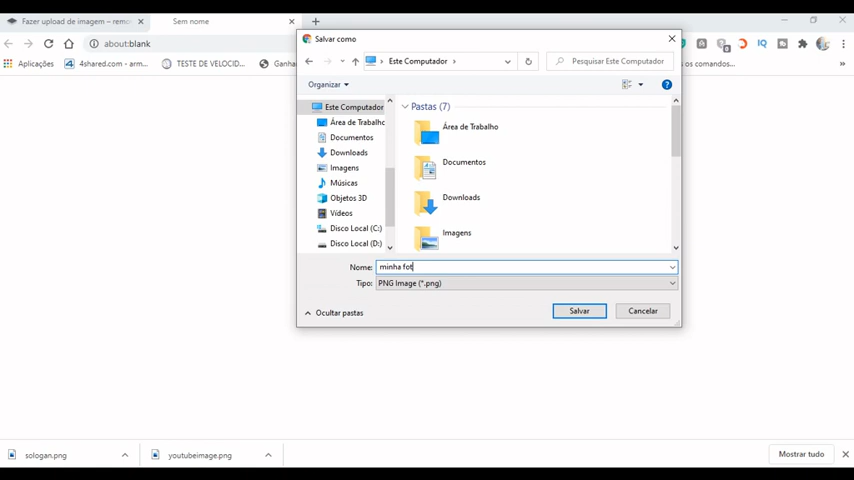 Fazer upload de imagem – remo
Sem nome
about:blank
Aplicações
4shared.com - arm...
TESTE DE VELOCID...
Ganha
os comandos...
Salvar como
Este Computador
Pesquisar Este Computador
Organizar
Este Computador
Área de Trabalho
Documentos
Downloads
Imagens
Músicas
Objetos 3D
Vídeos
Disco Local (C:)
Disco Local (D:)
Pastas (7)
Área de Trabalho
Documentos
Downloads
Imagens
Nome: minha fot
Tipo: PNG Image (*.png)
Ocultar pastas
Salvar
Cancelar
sologan.png
youtubeimage.png
Mostrar tudo